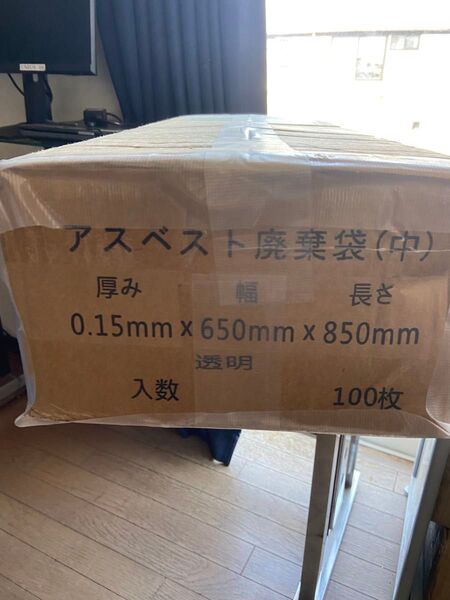 アスベスト廃棄袋(中)
厚み 幅 長さ
0.15mm x 650mm x 850mm
透明
入数 100枚